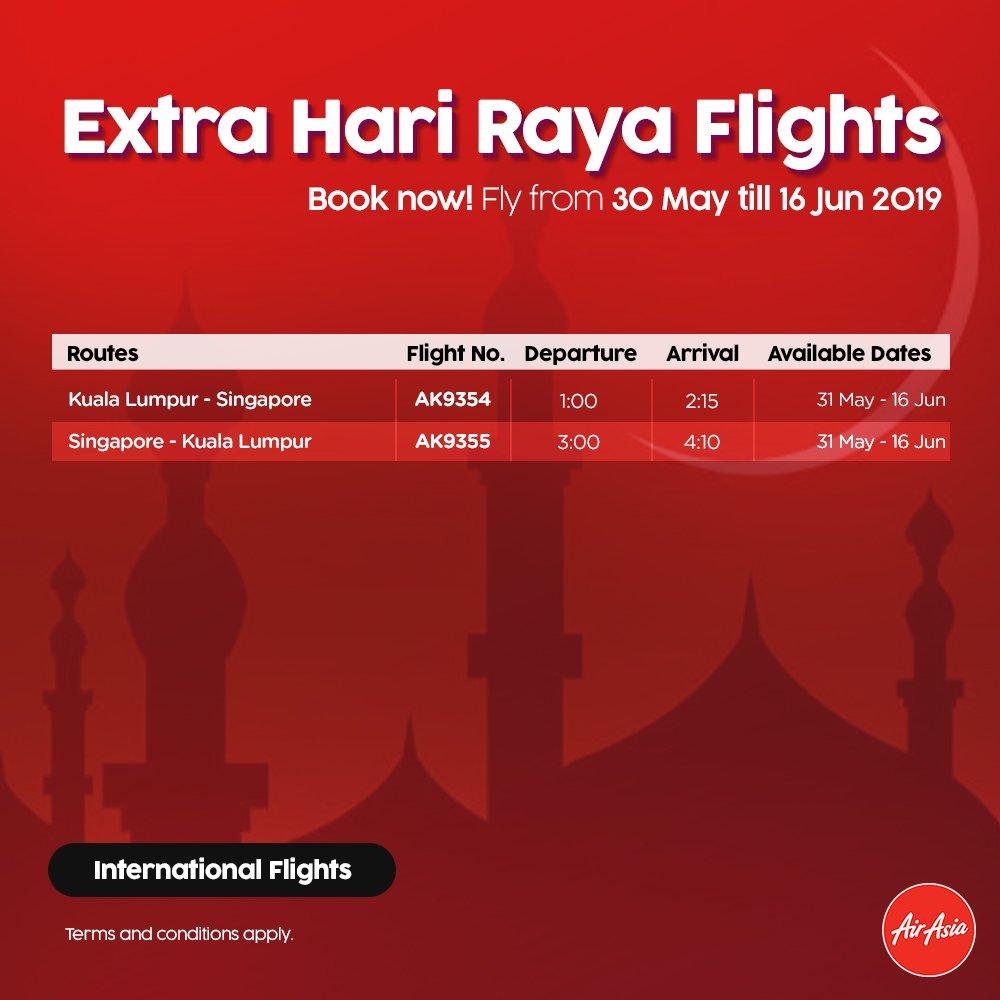 Extra Hari Raya Flights
Book now! Fly from 30 May till 16 Jun 2019
Routes Flight No. Departure Arrival Available Dates
Kuala Lumpur - Singapore AK9354 1:00 2:15 31 May - 16 Jun
Singapore - Kuala Lumpur AK9355 3:00 4:10 31 May - 16 Jun
International Flights
Terms and conditions apply.
AirAsia